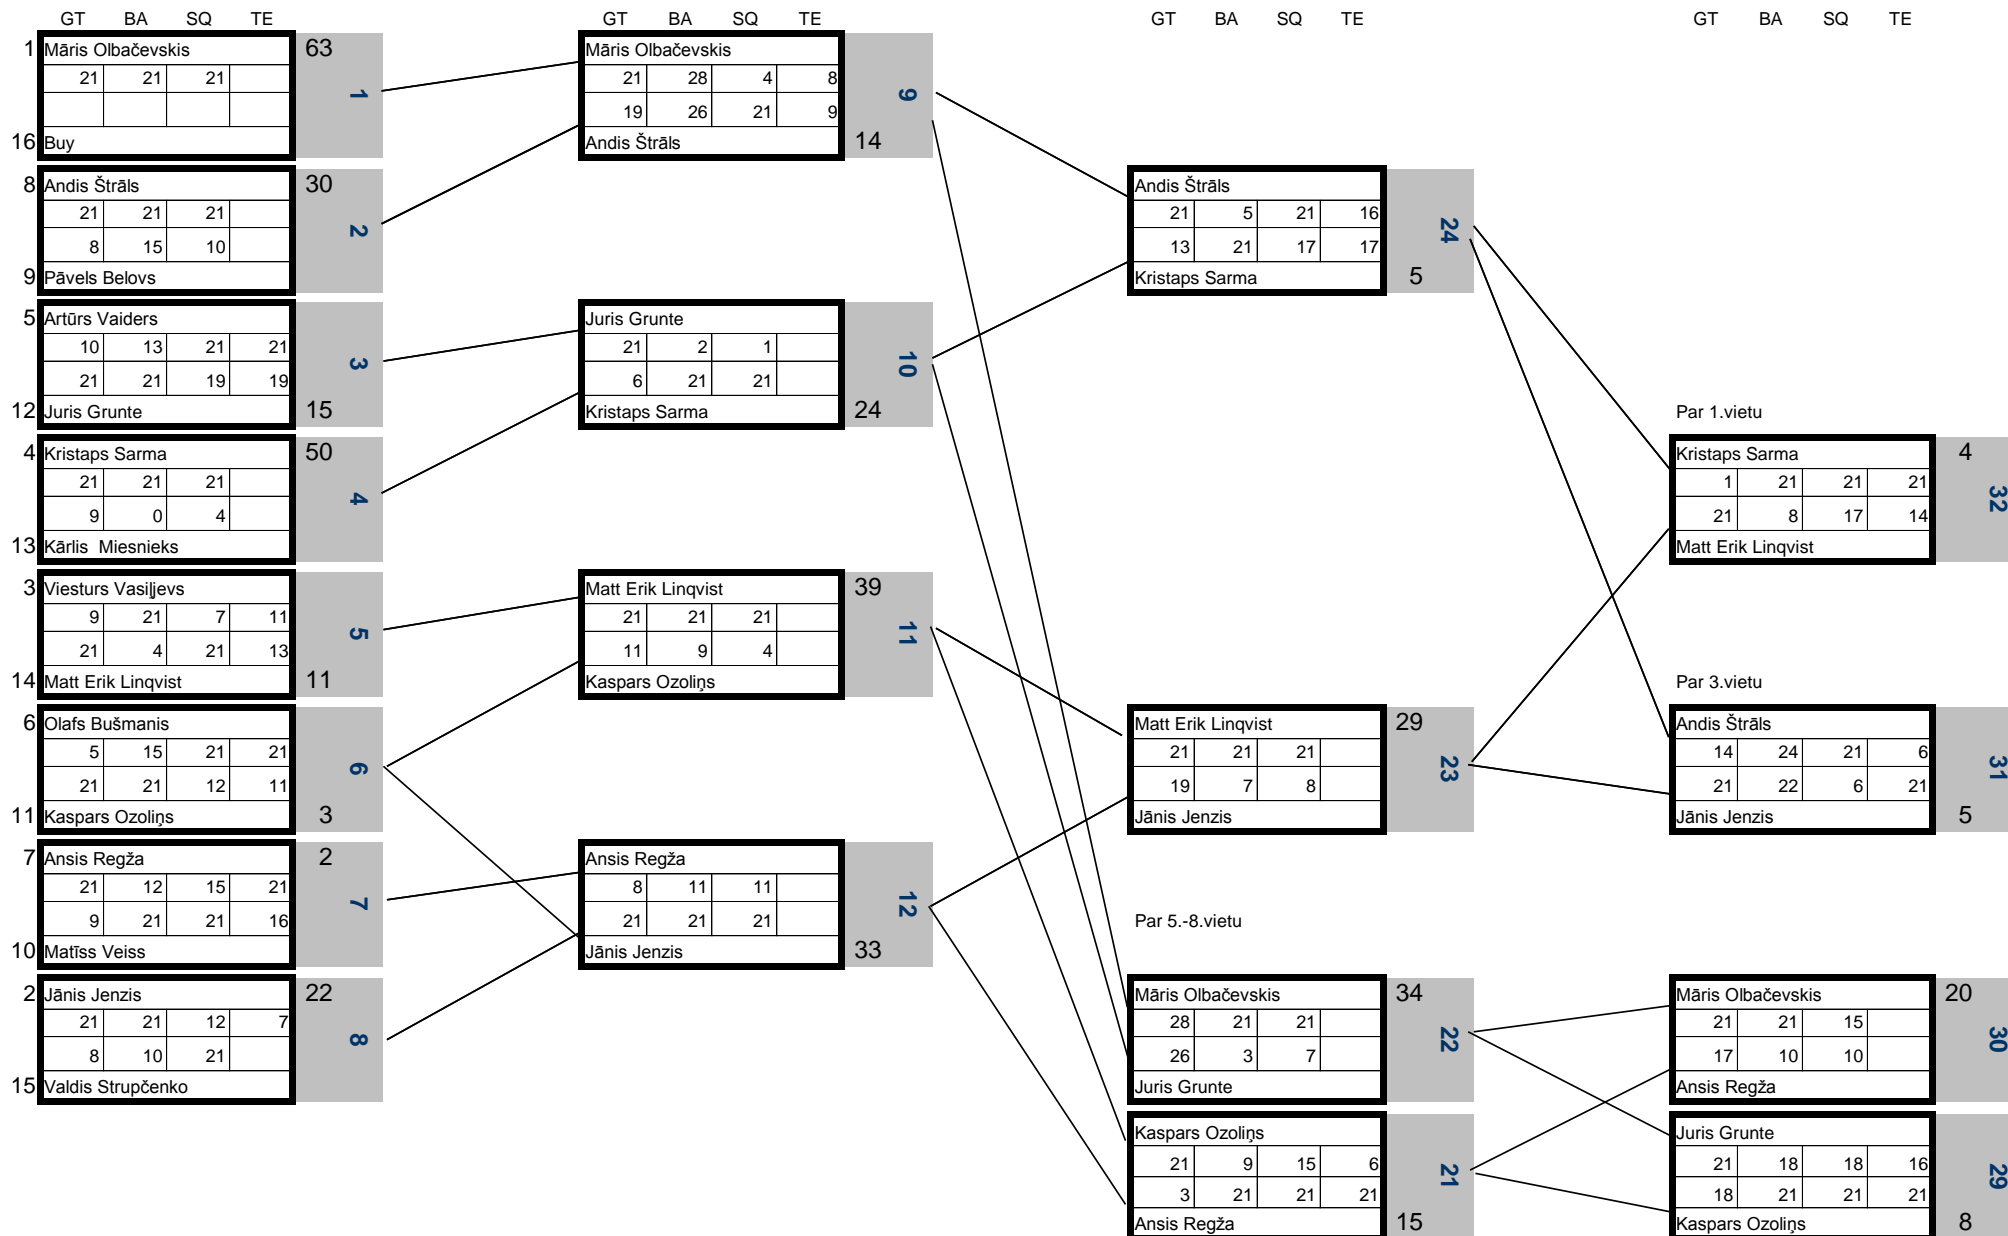 GT BA SQ TE
1 Māris Olbačevskis 63
21 21 21
1
16 Buy
8 Andis Štrāls 30
21 21 21
8 15 10
2
9 Pāvels Belovs
5 Artūrs Vaiders
10 13 21 21
21 21 19 19
3
12 Juris Grunte 15
4 Kristaps Sarma 50
21 21 21
9 0 4
4
13 Kārlis Miesnieks
3 Viesturs Vasiļjevs
9 21 7 11
21 4 21 13
5
14 Matt Erik Linqvist 11
6 Olafs Bušmanis
5 15 21 21
21 21 12 11
6
11 Kaspars Ozoliņs 3
7 Ansis Regža 2
21 12 15 21
9 21 21 16
7
10 Matīss Veiss
2 Jānis Jenzis 22
21 21 12 7
8 10 21
8
15 Valdis Strupčenko
GT BA SQ TE
Māris Olbačevskis
21 28 4 8
19 26 21 9
9
Andis Štrāls 14
Juris Grunte
21 2 1
6 21 21
10
Kristaps Sarma 24
Matt Erik Linqvist 39
21 21 21
11 9 4
11
Kaspars Ozoliņs
Ansis Regža
8 11 11
21 21 21
12
Jānis Jenzis 33
GT BA SQ TE
Andis Štrāls
21 5 21 16
13 21 17 17
24
Kristaps Sarma 5
Matt Erik Linqvist 29
21 21 21
19 7 8
23
Jānis Jenzis
Par 5.-8.vietu
Māris Olbačevskis 34
28 21 21
26 3 7
22
Juris Grunte
Kaspars Ozoliņs
21 9 15 6
3 21 21 21
21
Ansis Regža 15
GT BA SQ TE
Par 1.vietu
Kristaps Sarma 4
1 21 21 21
21 8 17 14
32
Matt Erik Linqvist
Par 3.vietu
Andis Štrāls
14 24 21 6
21 22 6 21
31
Jānis Jenzis 5
Māris Olbačevskis 20
21 21 15
17 10 10
30
Ansis Regža
Juris Grunte
21 18 18 16
18 21 21 21
29
Kaspars Ozoliņs 8